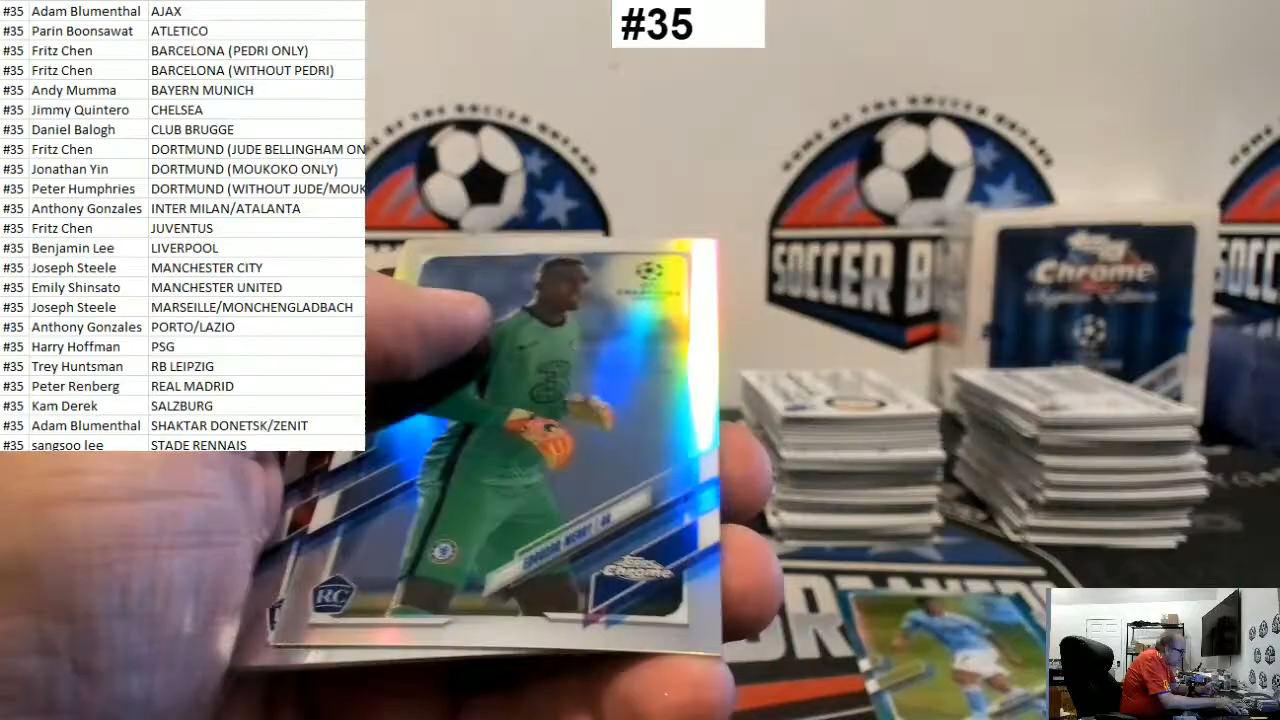 #35 Adam Blumenthal AJAX
#35 Parin Boonsawat ATLETICO
#35 Fritz Chen BARCELONA (PEDRI ONLY)
#35 Fritz Chen BARCELONA (WITHOUT PEDRI)
#35 Andy Mumma BAYERN MUNICH
#35 Jimmy Quintero CHELSEA
#35 Daniel Balogh CLUB BRUGGE
#35 Fritz Chen DORTMUND (JUDE BELLINGHAM ON
#35 Jonathan Yin DORTMUND (MOUKOKO ONLY)
#35 Peter Humphries DORTMUND (WITHOUT JUDE/MOUK
#35 Anthony Gonzales INTER MILAN/ATALANTA
#35 Fritz Chen JUVENTUS
#35 Benjamin Lee LIVERPOOL
#35 Joseph Steele MANCHESTER CITY
#35 Emily Shinsato MANCHESTER UNITED
#35 Joseph Steele MARSEILLE/MONCHENGLADBACH
#35 Anthony Gonzales PORTO/LAZIO
#35 Harry Hoffman PSG
#35 Trey Huntsman RB LEIPZIG
#35 Peter Renberg REAL MADRID
#35 Kam Derek SALZBURG
#35 Adam Blumenthal SHAKTAR DONETSK/ZENIT
#35 sangsoo lee STADE RENNAIS
#35
SOCCER B
Topps
Chrome
SOCCER B
EDOUARD MENDY | GK
Topps
Chrome
RC